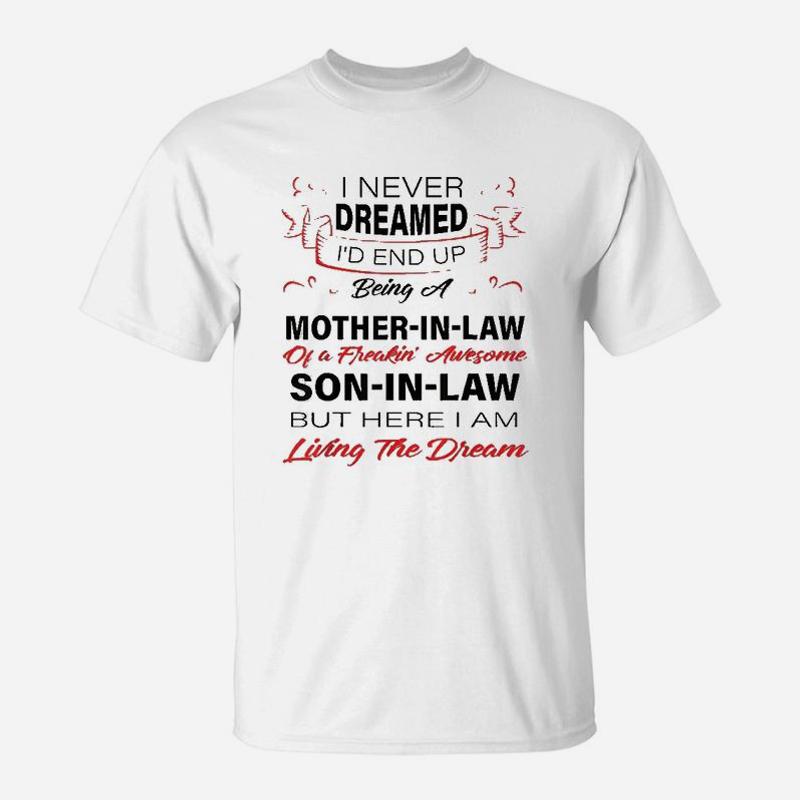 I NEVER
DREAMED
I'D END UP
Being A
MOTHER-IN-LAW
Of a Freakin' Awesome
SON-IN-LAW
BUT HERE I AM
Living The Dream